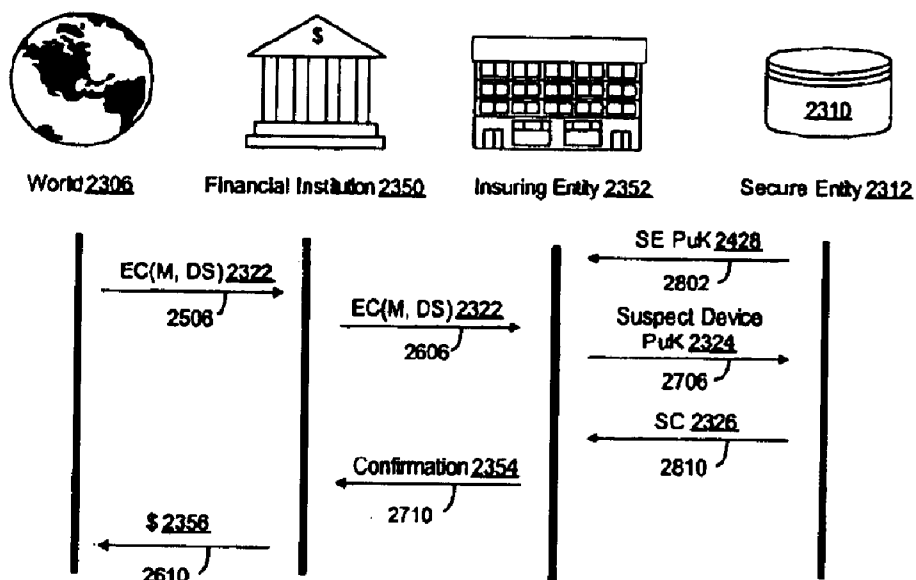 $
2310
World 2306
Financial Institution 2350
Insuring Entity 2352
Secure Entity 2312
SE PuK 2428
2802
EC(M, DS) 2322
2506
EC(M, DS) 2322
2606
Suspect Device
PuK 2324
2706
SC 2326
2810
Confirmation 2354
2710
$ 2356
2610